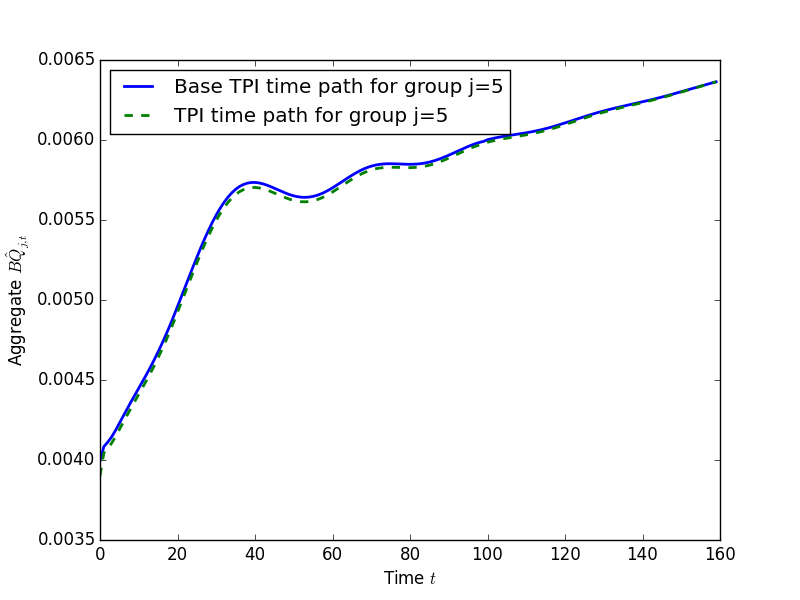 Base TPI time path for group j=5
TPI time path for group j=5
0.0065
0.0060
0.0055
0.0050
0.0045
0.0040
0.0035
Aggregate $\hat{BQ}_{j,t}$
0 20 40 60 80 100 120 140 160
Time $t$